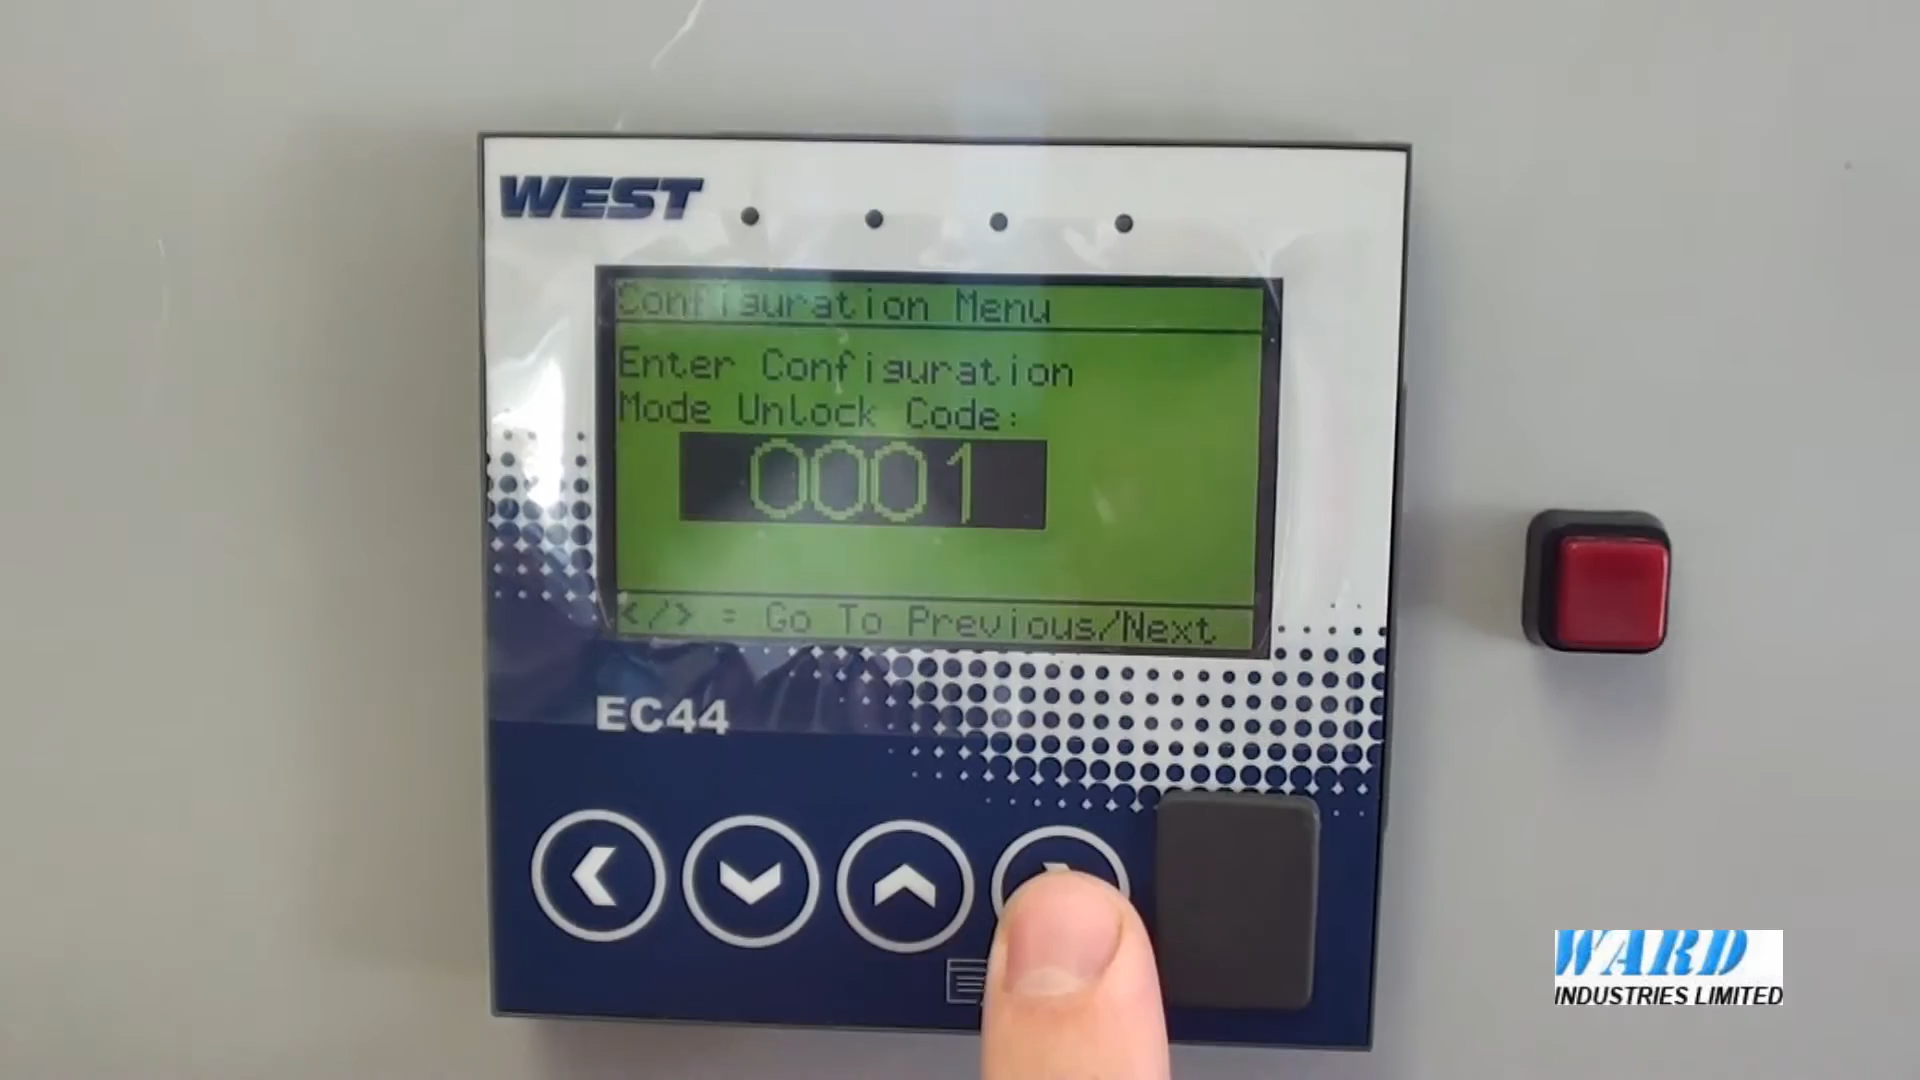 WEST
Configuration Menu
Enter Configuration
Mode Unlock Code:
0001
</> = Go To Previous/Next
EC44
WARD
INDUSTRIES LIMITED